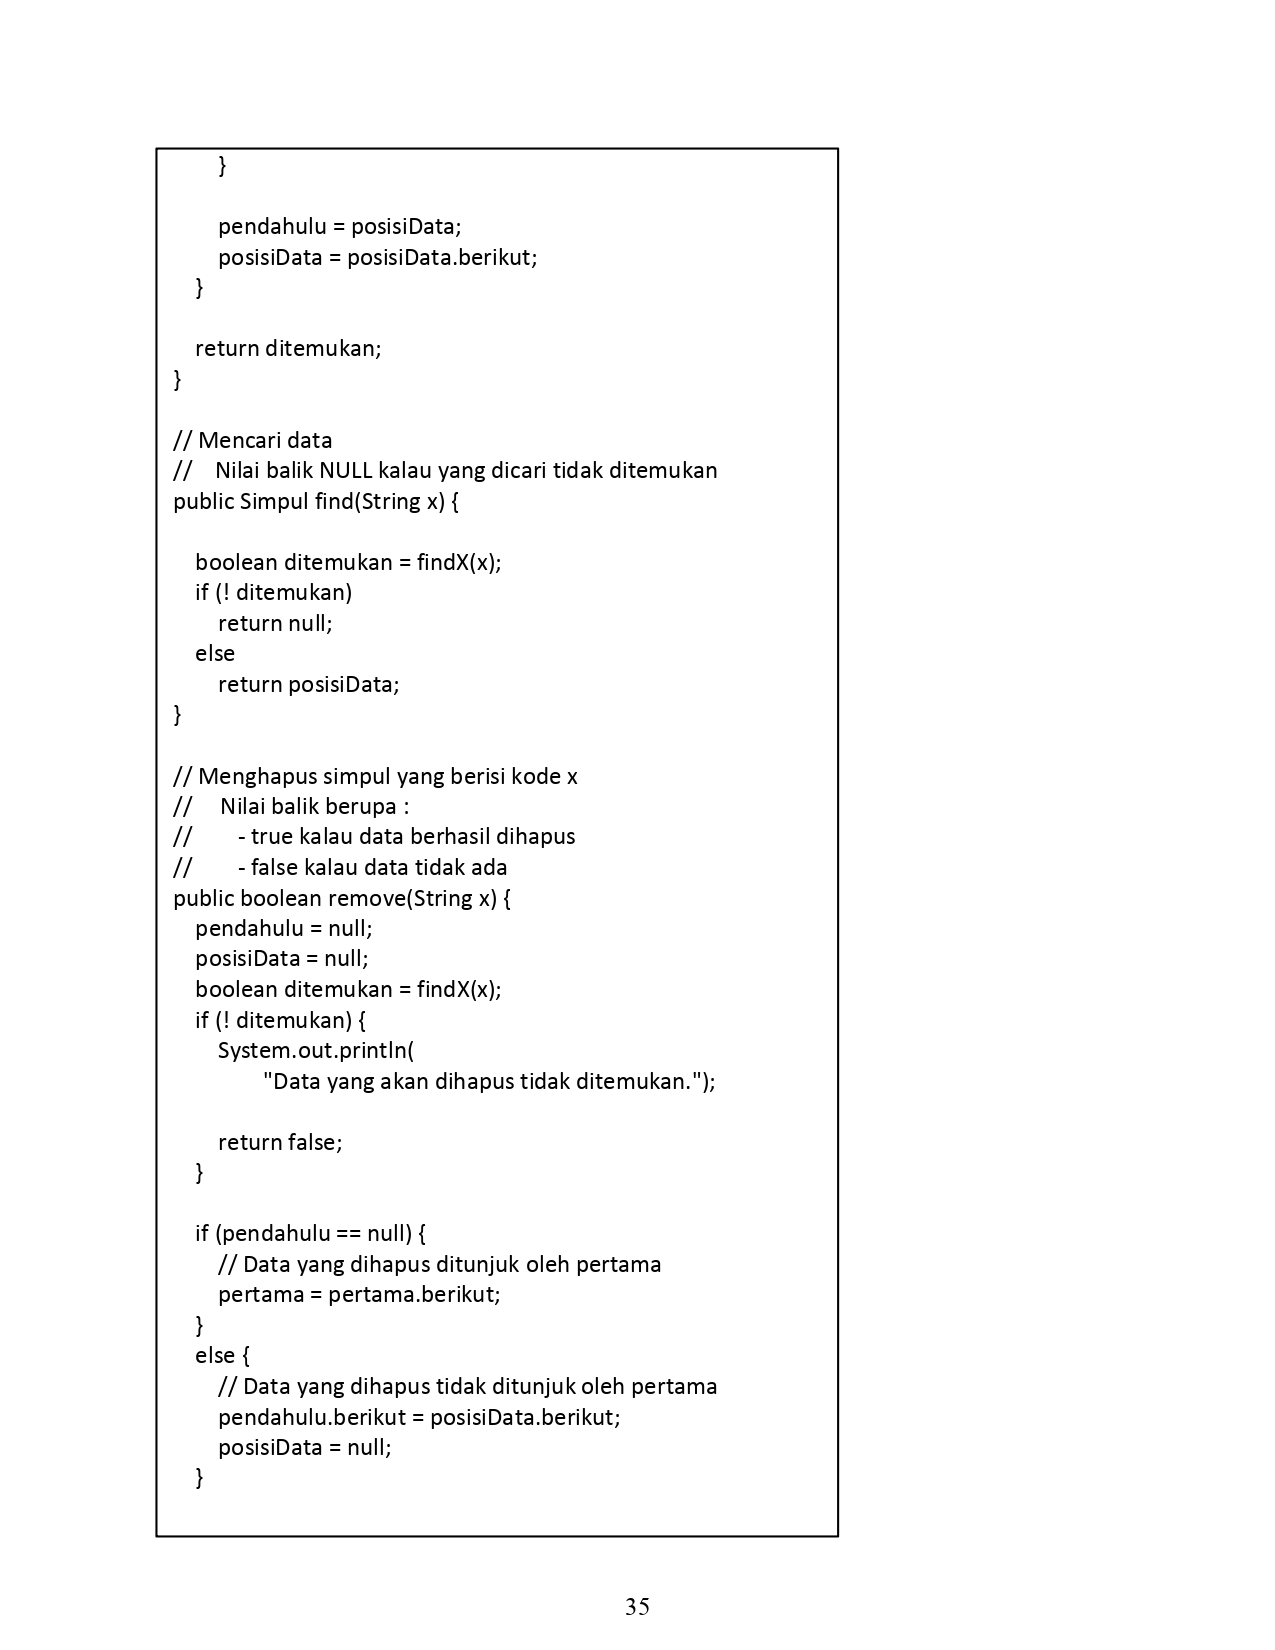 }
pendahulu = posisiData;
posisiData = posisiData.berikut;
}
return ditemukan;
}
// Mencari data
// Nilai balik NULL kalau yang dicari tidak ditemukan
public Simpul find(String x) {
boolean ditemukan = findX(x);
if (! ditemukan)
return null;
else
return posisiData;
}
// Menghapus simpul yang berisi kode x
// Nilai balik berupa :
// - true kalau data berhasil dihapus
// - false kalau data tidak ada
public boolean remove(String x) {
pendahulu = null;
posisiData = null;
boolean ditemukan = findX(x);
if (! ditemukan) {
System.out.println(
"Data yang akan dihapus tidak ditemukan.");
return false;
}
if (pendahulu == null) {
// Data yang dihapus ditunjuk oleh pertama
pertama = pertama.berikut;
}
else {
// Data yang dihapus tidak ditunjuk oleh pertama
pendahulu.berikut = posisiData.berikut;
posisiData = null;
}
35